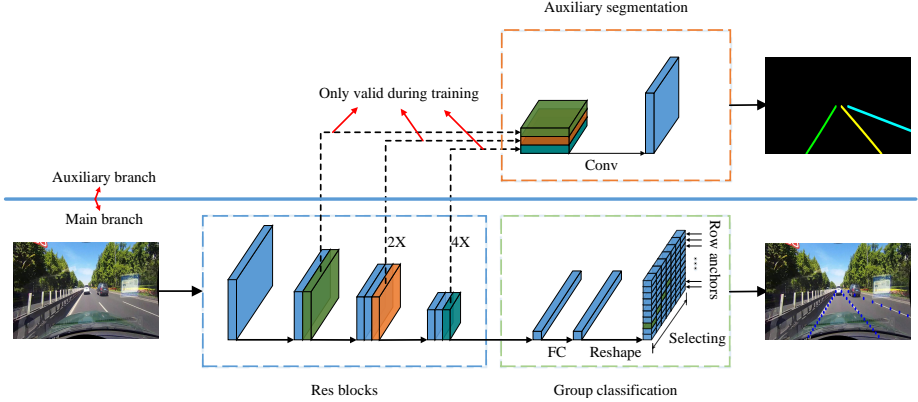 Auxiliary segmentation
Only valid during training
Conv
Auxiliary branch
Main branch
2X
4X
Row anchors
...
FC
Reshape
Selecting
Res blocks
Group classification